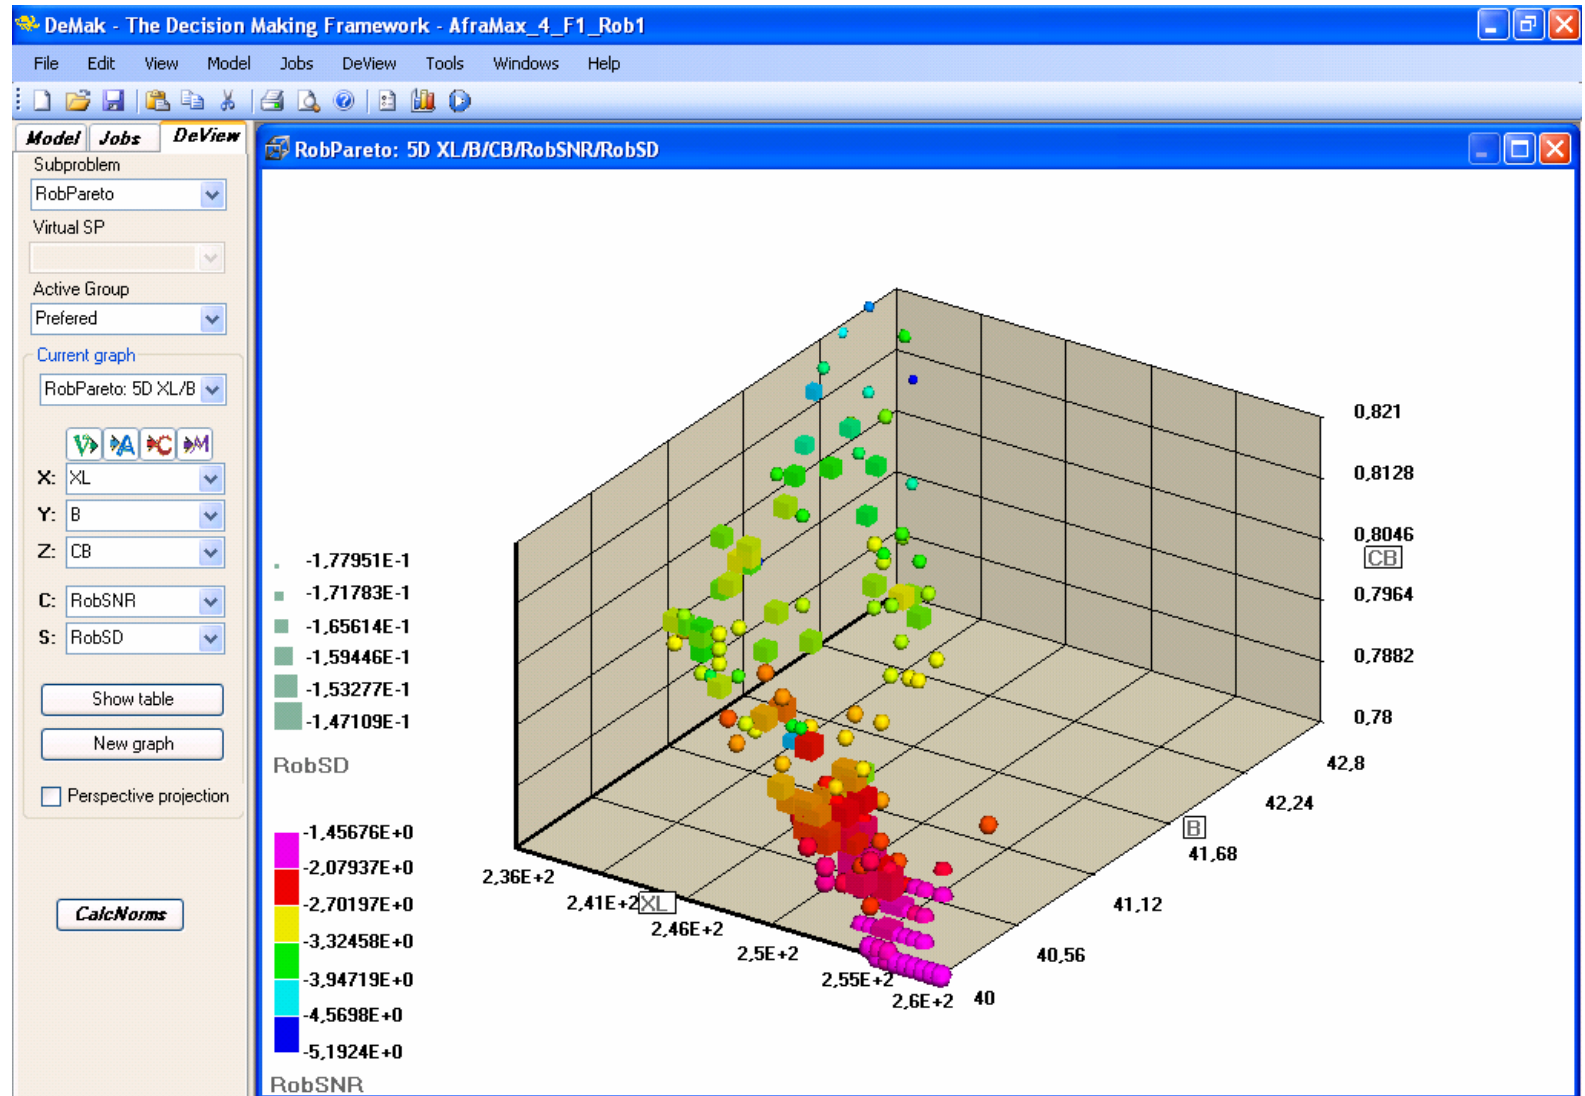 DeMak - The Decision Making Framework - AfraMax_4_F1_Rob1
File Edit View Model Jobs DeView Tools Windows Help
Model Jobs DeView
Subproblem
RobPareto
Virtual SP
Active Group
Prefered
Current graph
RobPareto: 5D XL/B
V A C M
X: XL
Y: B
Z: CB
C: RobSNR
S: RobSD
Show table
New graph
Perspective projection
CalcNorms
RobPareto: 5D XL/B/CB/RobSNR/RobSD
-1,77951E-1
-1,71783E-1
-1,65614E-1
-1,59446E-1
-1,53277E-1
-1,47109E-1
RobSD
-1,45676E+0
-2,07937E+0
-2,70197E+0
-3,32458E+0
-3,94719E+0
-4,5698E+0
-5,1924E+0
RobSNR
2,36E+2
2,41E+2
XL
2,46E+2
2,5E+2
2,55E+2
2,6E+2
40
40,56
41,12
41,68
B
42,24
42,8
0,821
0,8128
0,8046
CB
0,7964
0,7882
0,78